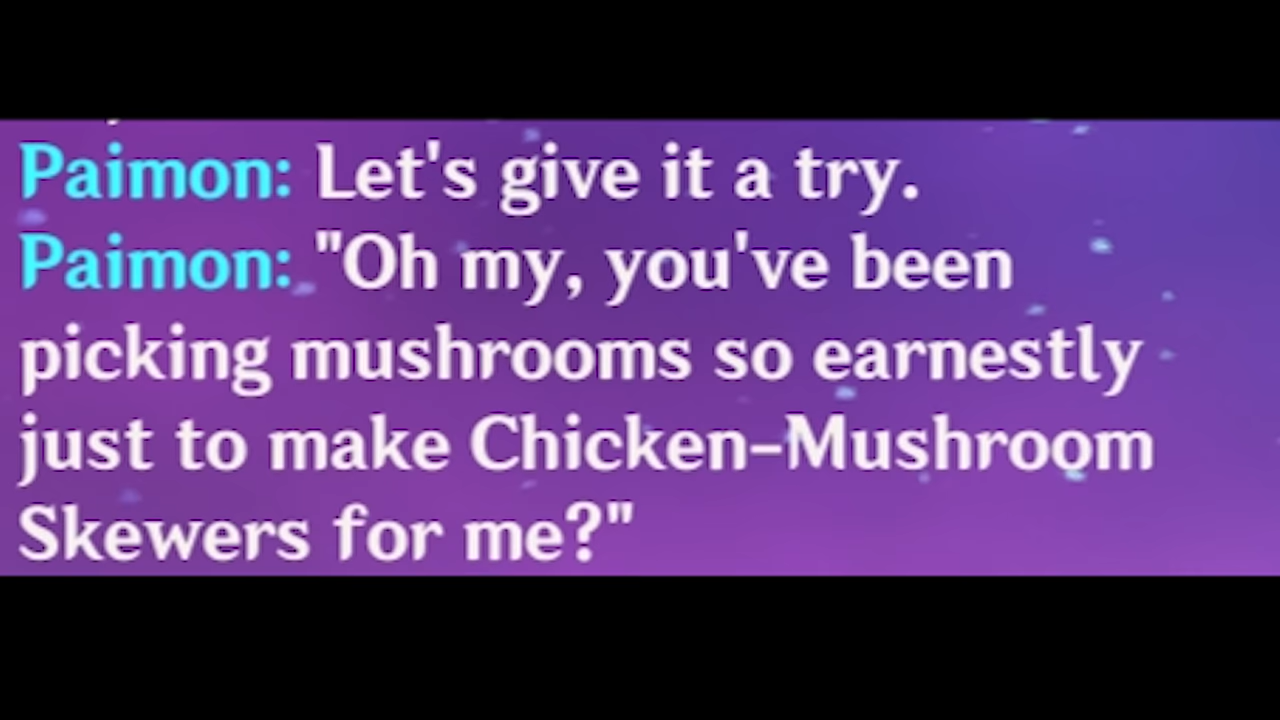 Paimon: Let's give it a try.
Paimon: "Oh my, you've been
picking mushrooms so earnestly
just to make Chicken-Mushroom
Skewers for me?"